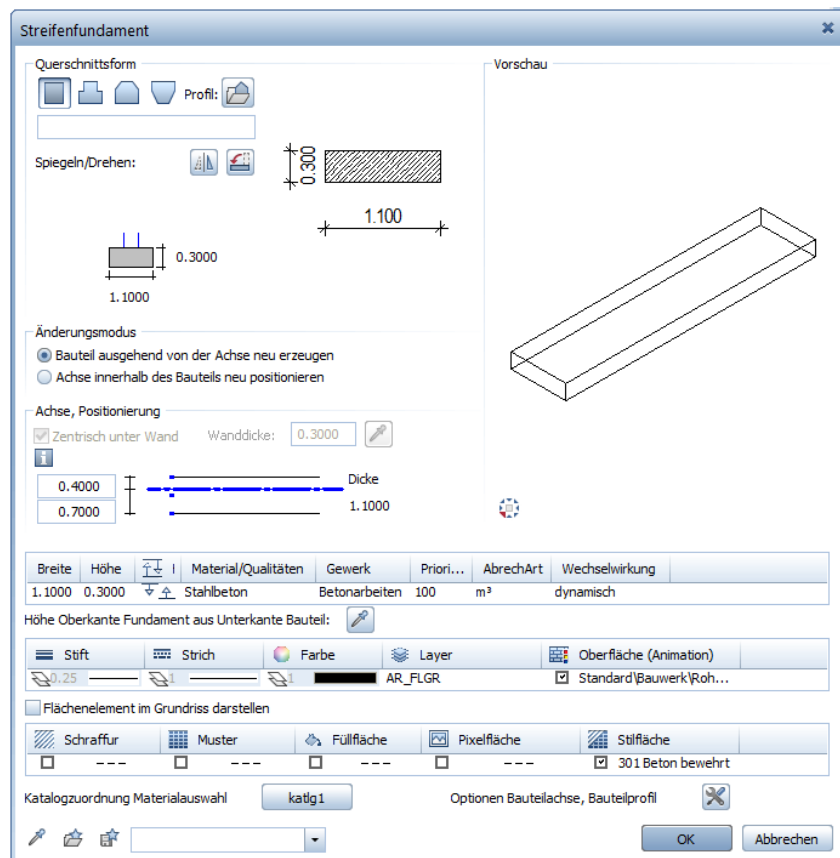 Streifenfundament
Querschnittsform
Profil:
Spiegeln/Drehen:
0.300
1.100
0.3000
1.1000
Vorschau
Änderungsmodus
Bauteil ausgehend von der Achse neu erzeugen
Achse innerhalb des Bauteils neu positionieren
Achse, Positionierung
Zentrisch unter Wand Wanddicke: 0.3000
i
0.4000 Dicke
0.7000 1.1000
Breite Höhe I Material/Qualitäten Gewerk Priori... AbrechArt Wechselwirkung
1.1000 0.3000 Stahlbeton Betonarbeiten 100 m³ dynamisch
Höhe Oberkante Fundament aus Unterkante Bauteil:
Stift Strich Farbe Layer Oberfläche (Animation)
0.25 1 1 AR_FLGR Standard\Bauwerk\Roh...
Flächenelement im Grundriss darstellen
Schraffur Muster Füllfläche Pixelfläche Stilfläche
--- --- --- --- 301 Beton bewehrt
Katalogzuordnung Materialauswahl katlg1 Optionen Bauteilachse, Bauteilprofil
OK Abbrechen